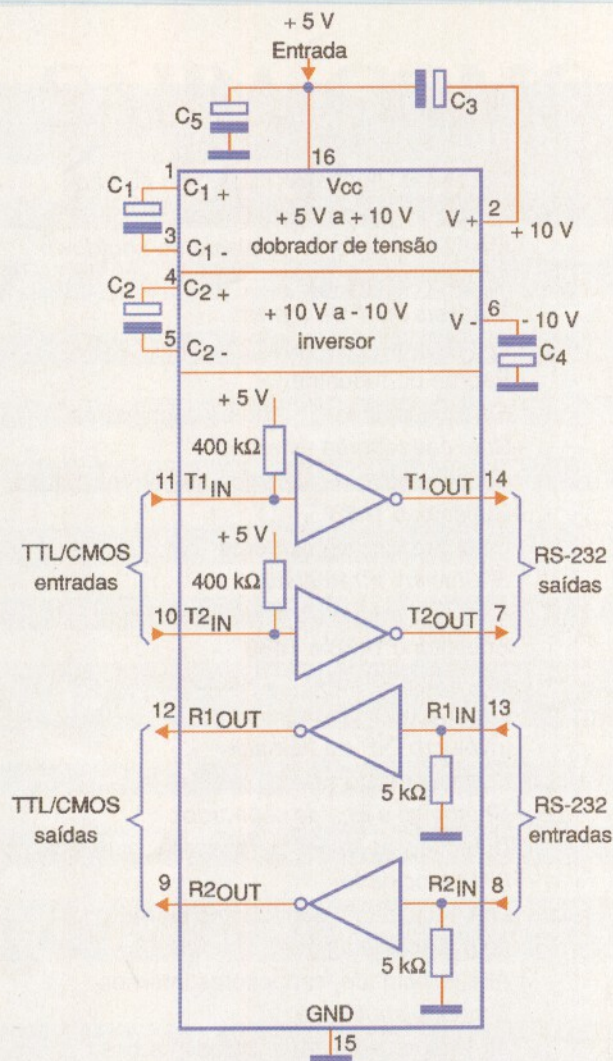 + 5 V
Entrada
C5
C3
16
1
C1
C1 +
Vcc
+ 5 V a + 10 V
V +
2
3
C1 -
dobrador de tensão
+ 10 V
4
C2
C2 +
+ 10 V a - 10 V
V -
6
- 10 V
5
C2 -
inversor
C4
+ 5 V
400 kΩ
11
T1IN
T1OUT
14
TTL/CMOS
entradas
+ 5 V
400 kΩ
RS-232
saídas
10
T2IN
T2OUT
7
12
R1OUT
R1IN
13
TTL/CMOS
saídas
5 kΩ
RS-232
entradas
9
R2OUT
R2IN
8
5 kΩ
GND
15